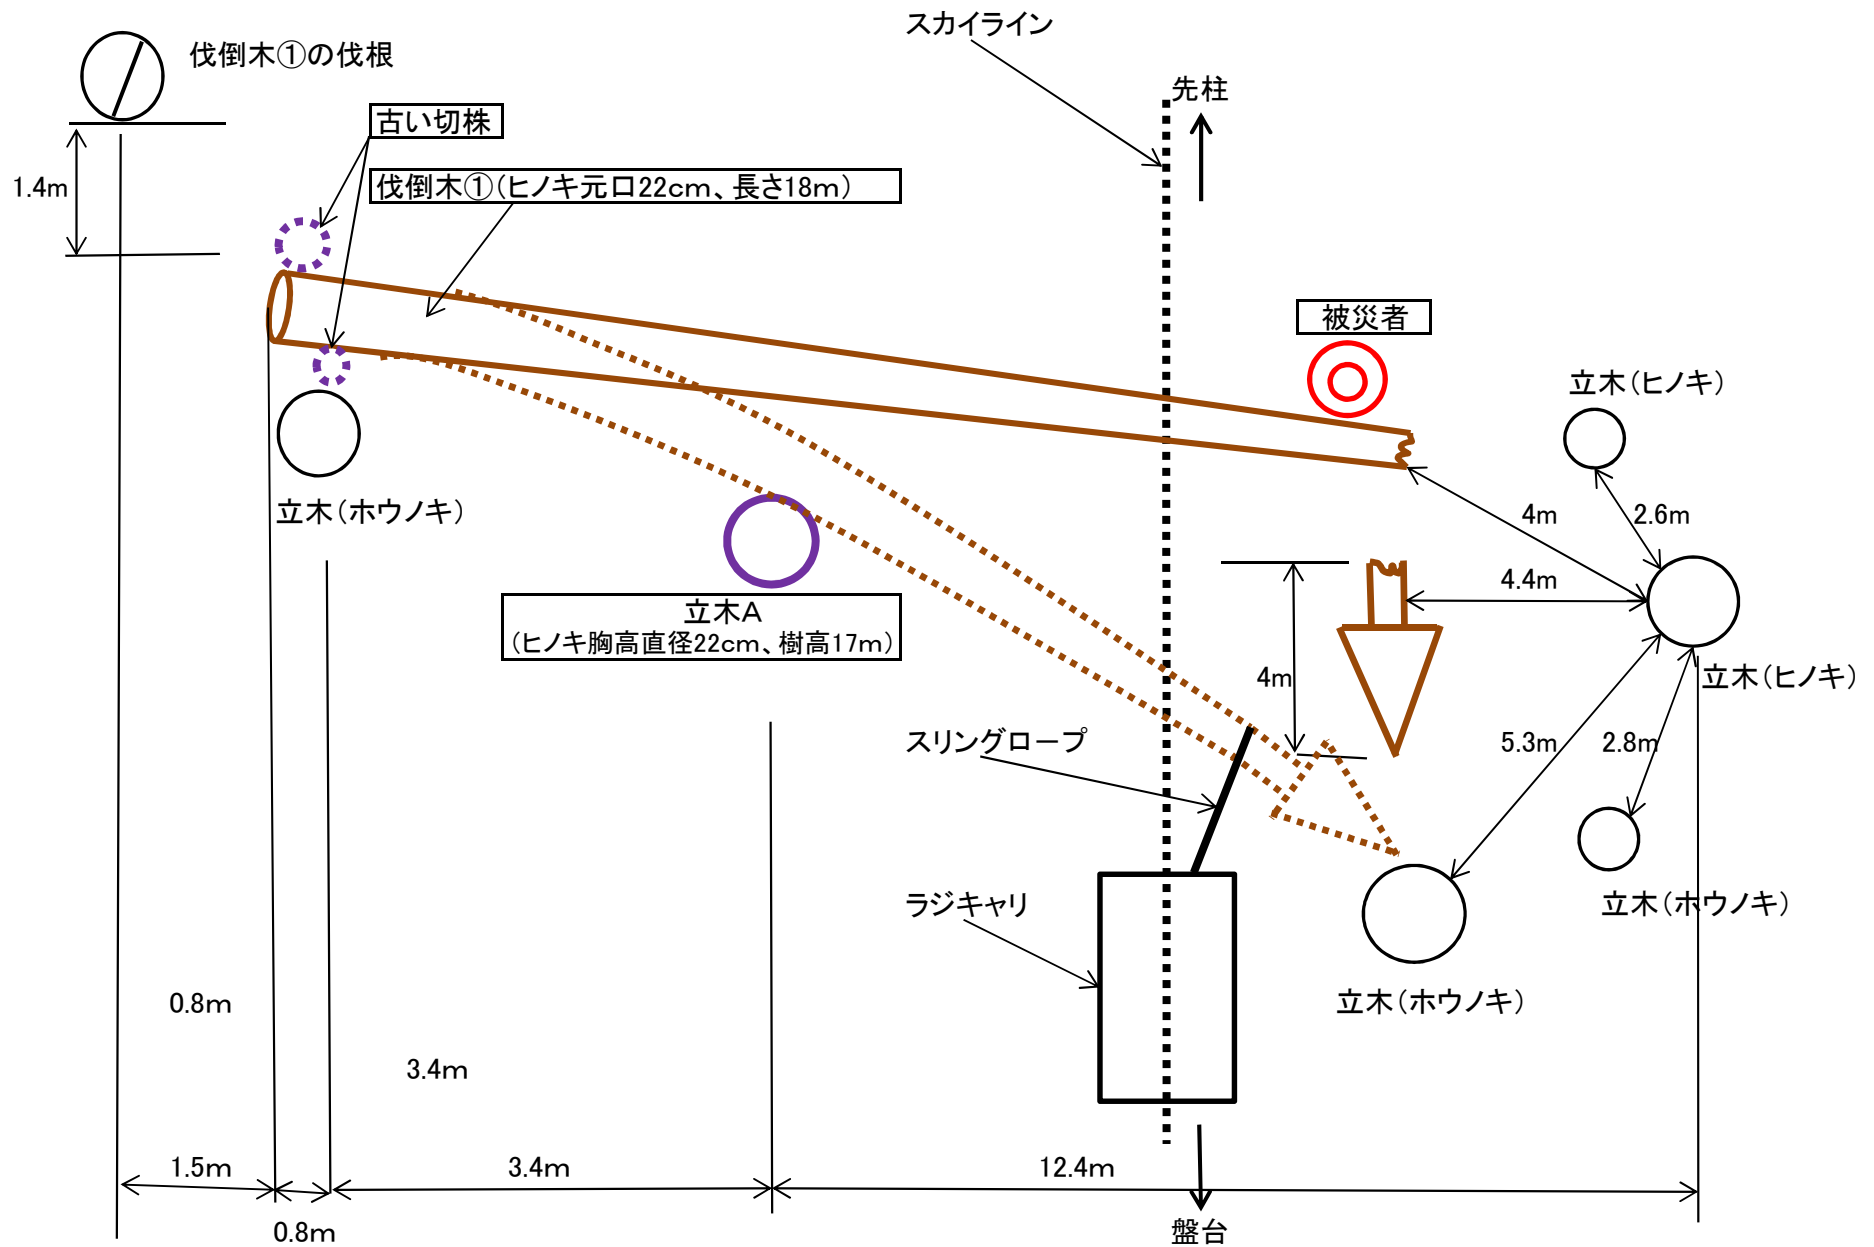 スカイライン
伐倒木①の伐根
先柱
古い切株
1.4m
伐倒木①(ヒノキ元口22cm、長さ18m)
被災者
立木(ヒノキ)
立木(ホウノキ)
4m
2.6m
4.4m
立木A
(ヒノキ胸高直径22cm、樹高17m)
4m
立木(ヒノキ)
スリングロープ
5.3m
2.8m
ラジキャリ
立木(ホウノキ)
0.8m
立木(ホウノキ)
3.4m
1.5m
3.4m
12.4m
0.8m
盤台